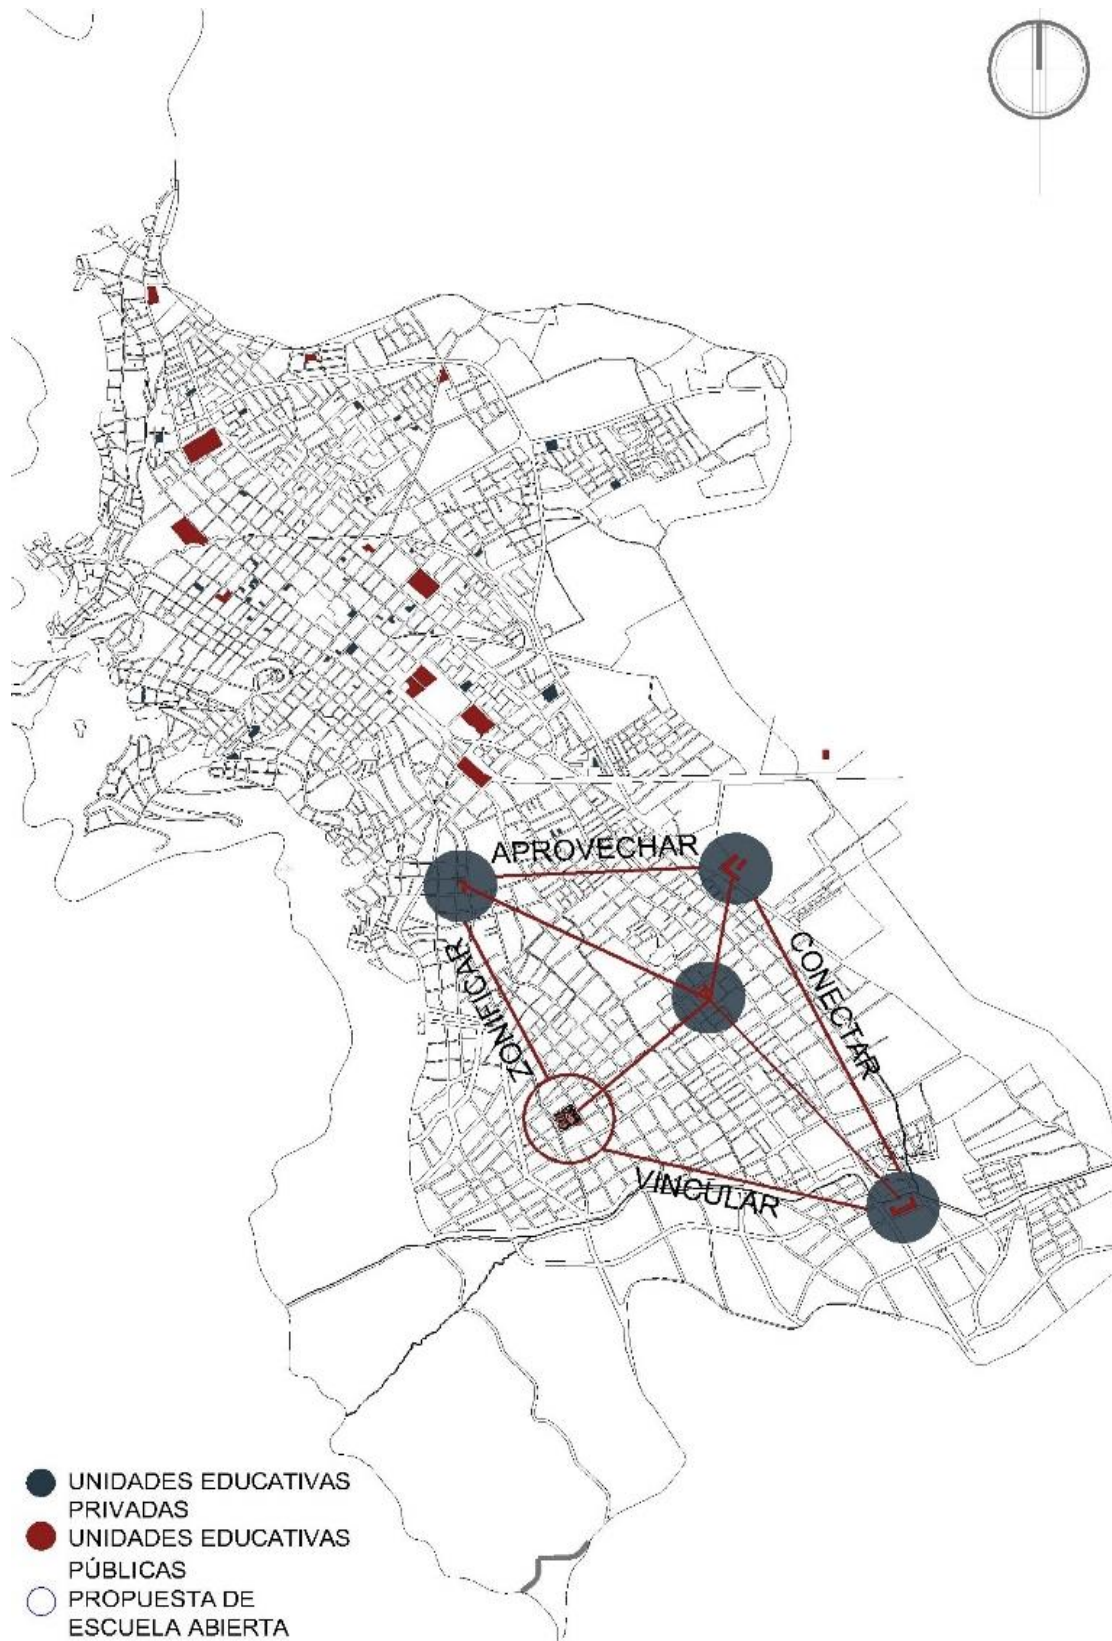 APROVECHAR
CONECTAR
ZONIFICAR
VINCULAR
UNIDADES EDUCATIVAS
PRIVADAS
UNIDADES EDUCATIVAS
PÚBLICAS
PROPUESTA DE
ESCUELA ABIERTA